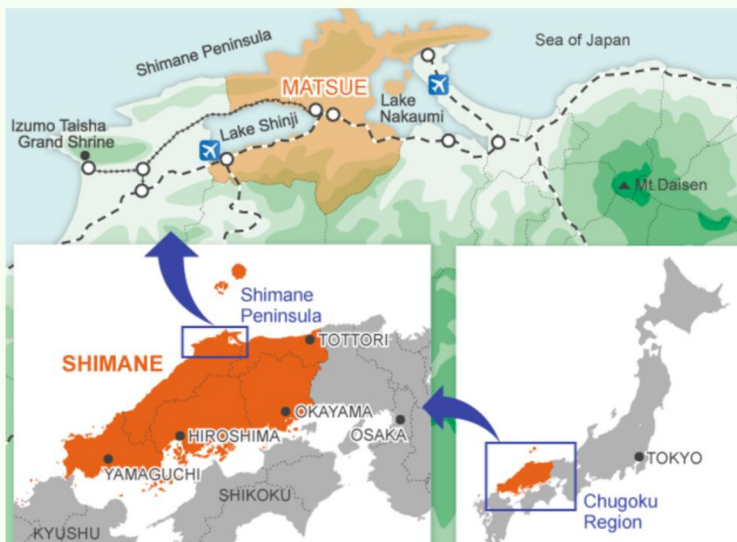 Shimane Peninsula
Sea of Japan
MATSUE
Lake
Nakaumi
Izumo Taisha
Grand Shrine
Lake Shinji
Mt.Daisen
Shimane
Peninsula
TOTTORI
SHIMANE
OKAYAMA
HIROSHIMA
OSAKA
YAMAGUCHI
SHIKOKU
KYUSHU
TOKYO
Chugoku
Region